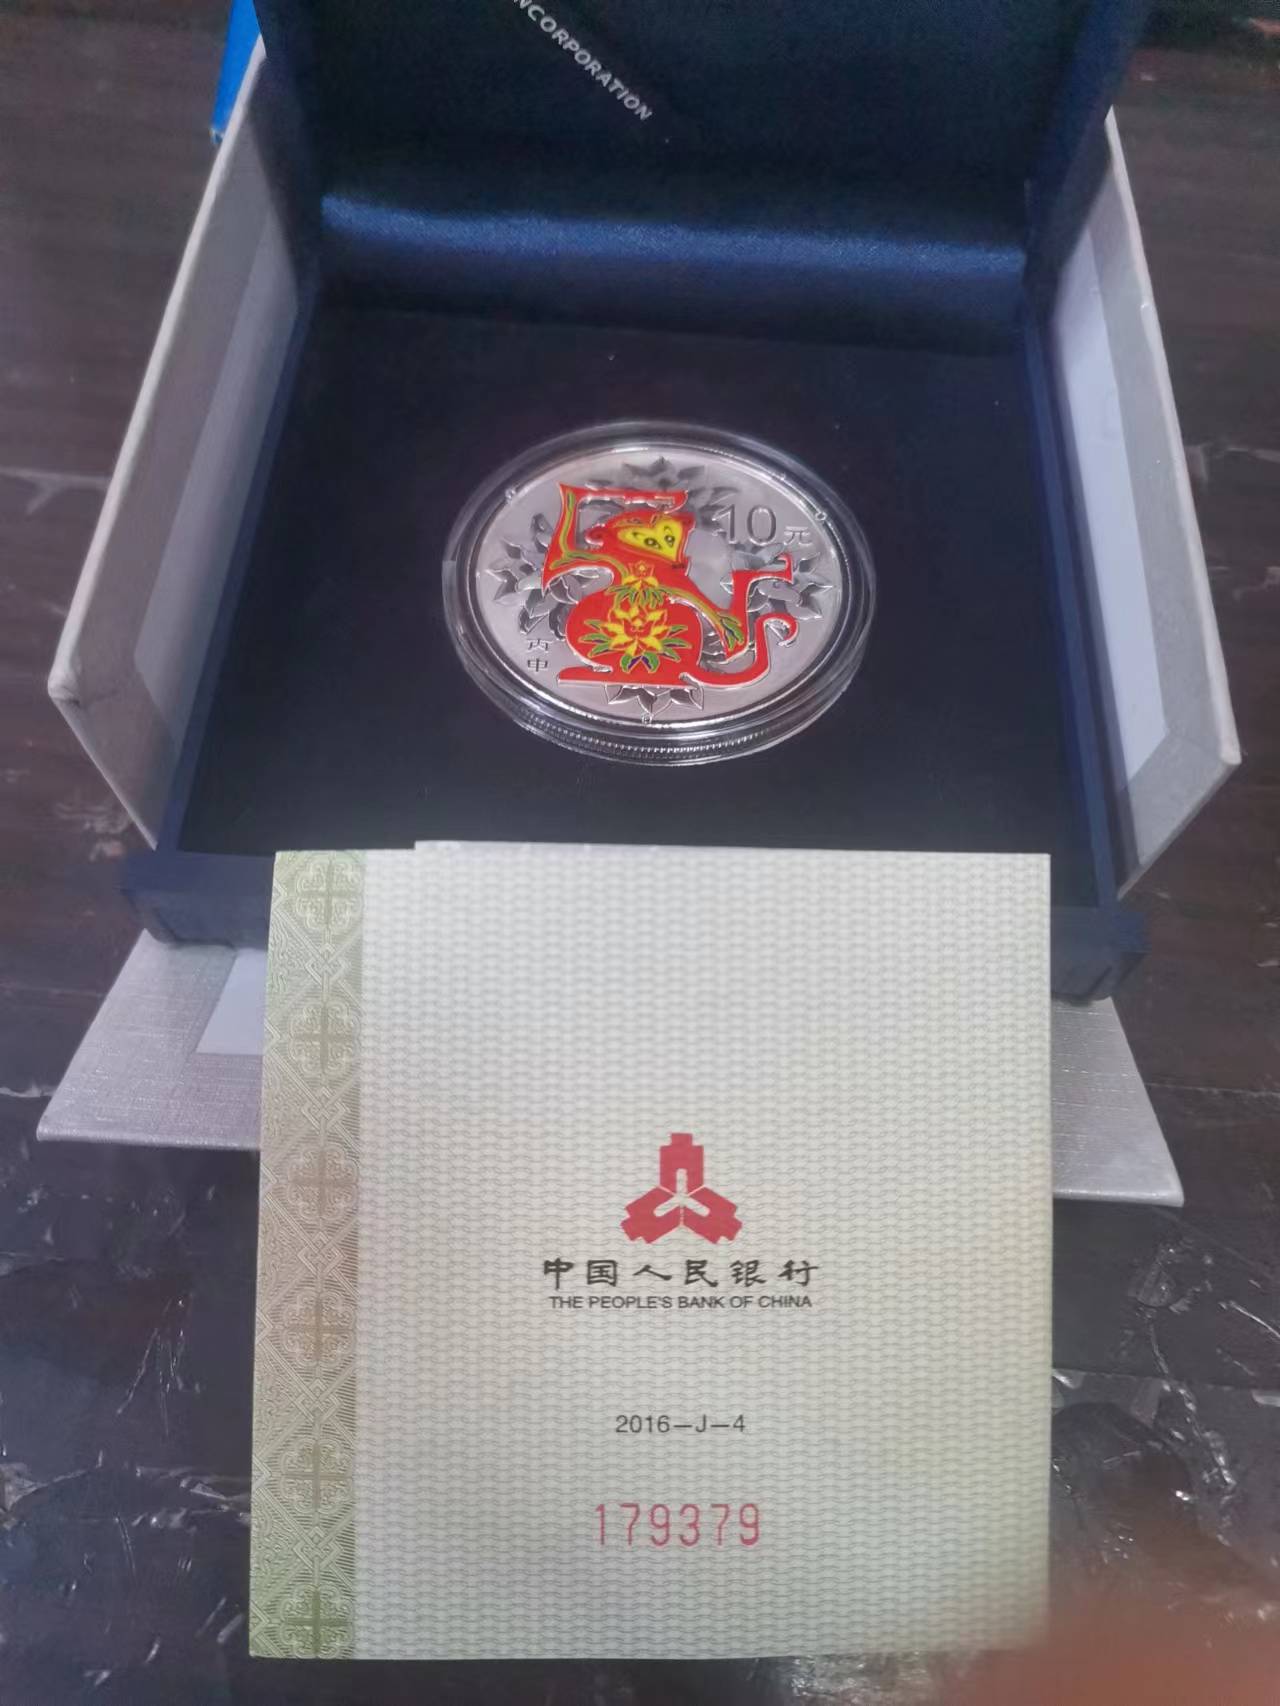 NCORPORATION
10元
丙
申
中国人民银行
THE PEOPLE'S BANK OF CHINA
2016-J-4
179379